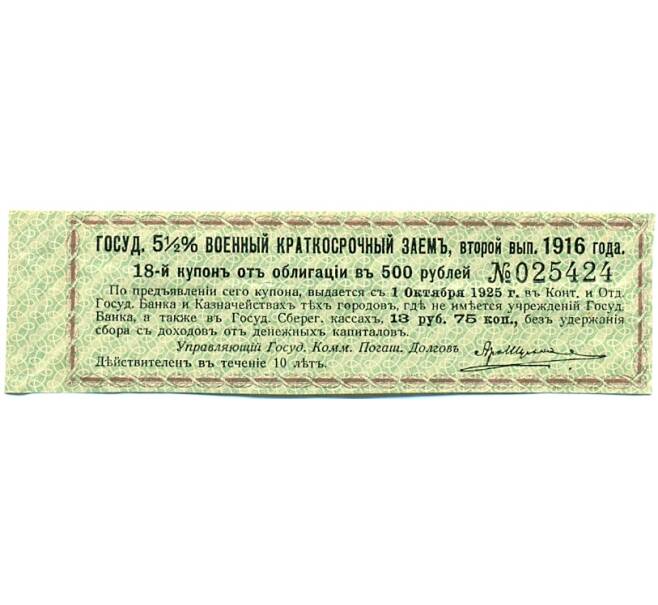 ГОСУД. 5½% ВОЕННЫЙ КРАТКОСРОЧНЫЙ ЗАЕМЪ, второй вып. 1916 года.
18-й купонъ отъ облигаціи въ 500 рублей №025424
По предъявленіи сего купона, выдается съ 1 Октября 1925 г. въ Конт. и Отд.
Госуд. Банка и Казначействахъ тѣхъ городовъ, гдѣ не имѣется учрежденій Госуд.
Банка, а также въ Госуд. Сберег. кассахъ, 13 руб. 75 коп., безъ удержанія
сбора съ доходовъ отъ денежныхъ капиталовъ.
Управляющій Госуд. Комм. Погаш. Долговъ
Дѣйствителенъ въ теченіе 10 лѣтъ.